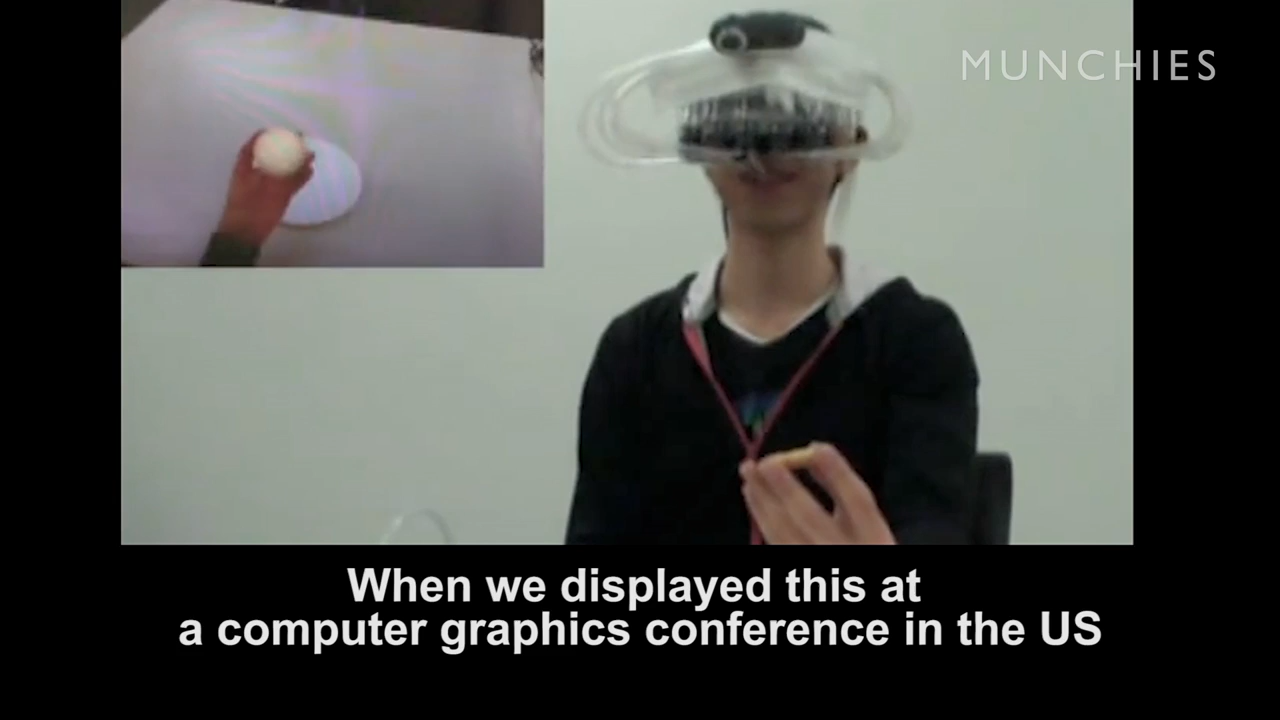 MUNCHIES
When we displayed this at
a computer graphics conference in the US